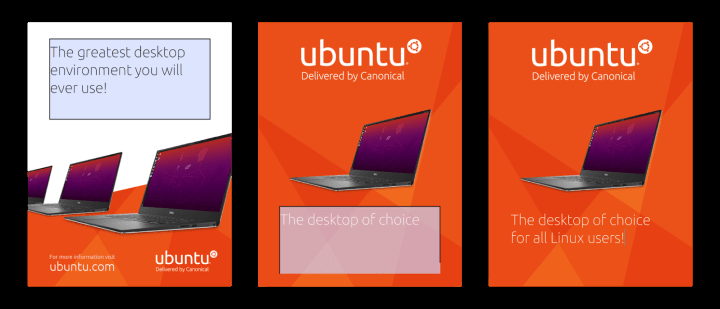 The greatest desktop
environment you will
ever use!
For more information visit
ubuntu.com
ubuntu
Delivered by Canonical
ubuntu
Delivered by Canonical
The desktop of choice
ubuntu
Delivered by Canonical
The desktop of choice
for all Linux users!